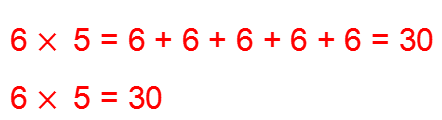 6 × 5 = 6 + 6 + 6 + 6 + 6 = 30
6 × 5 = 30